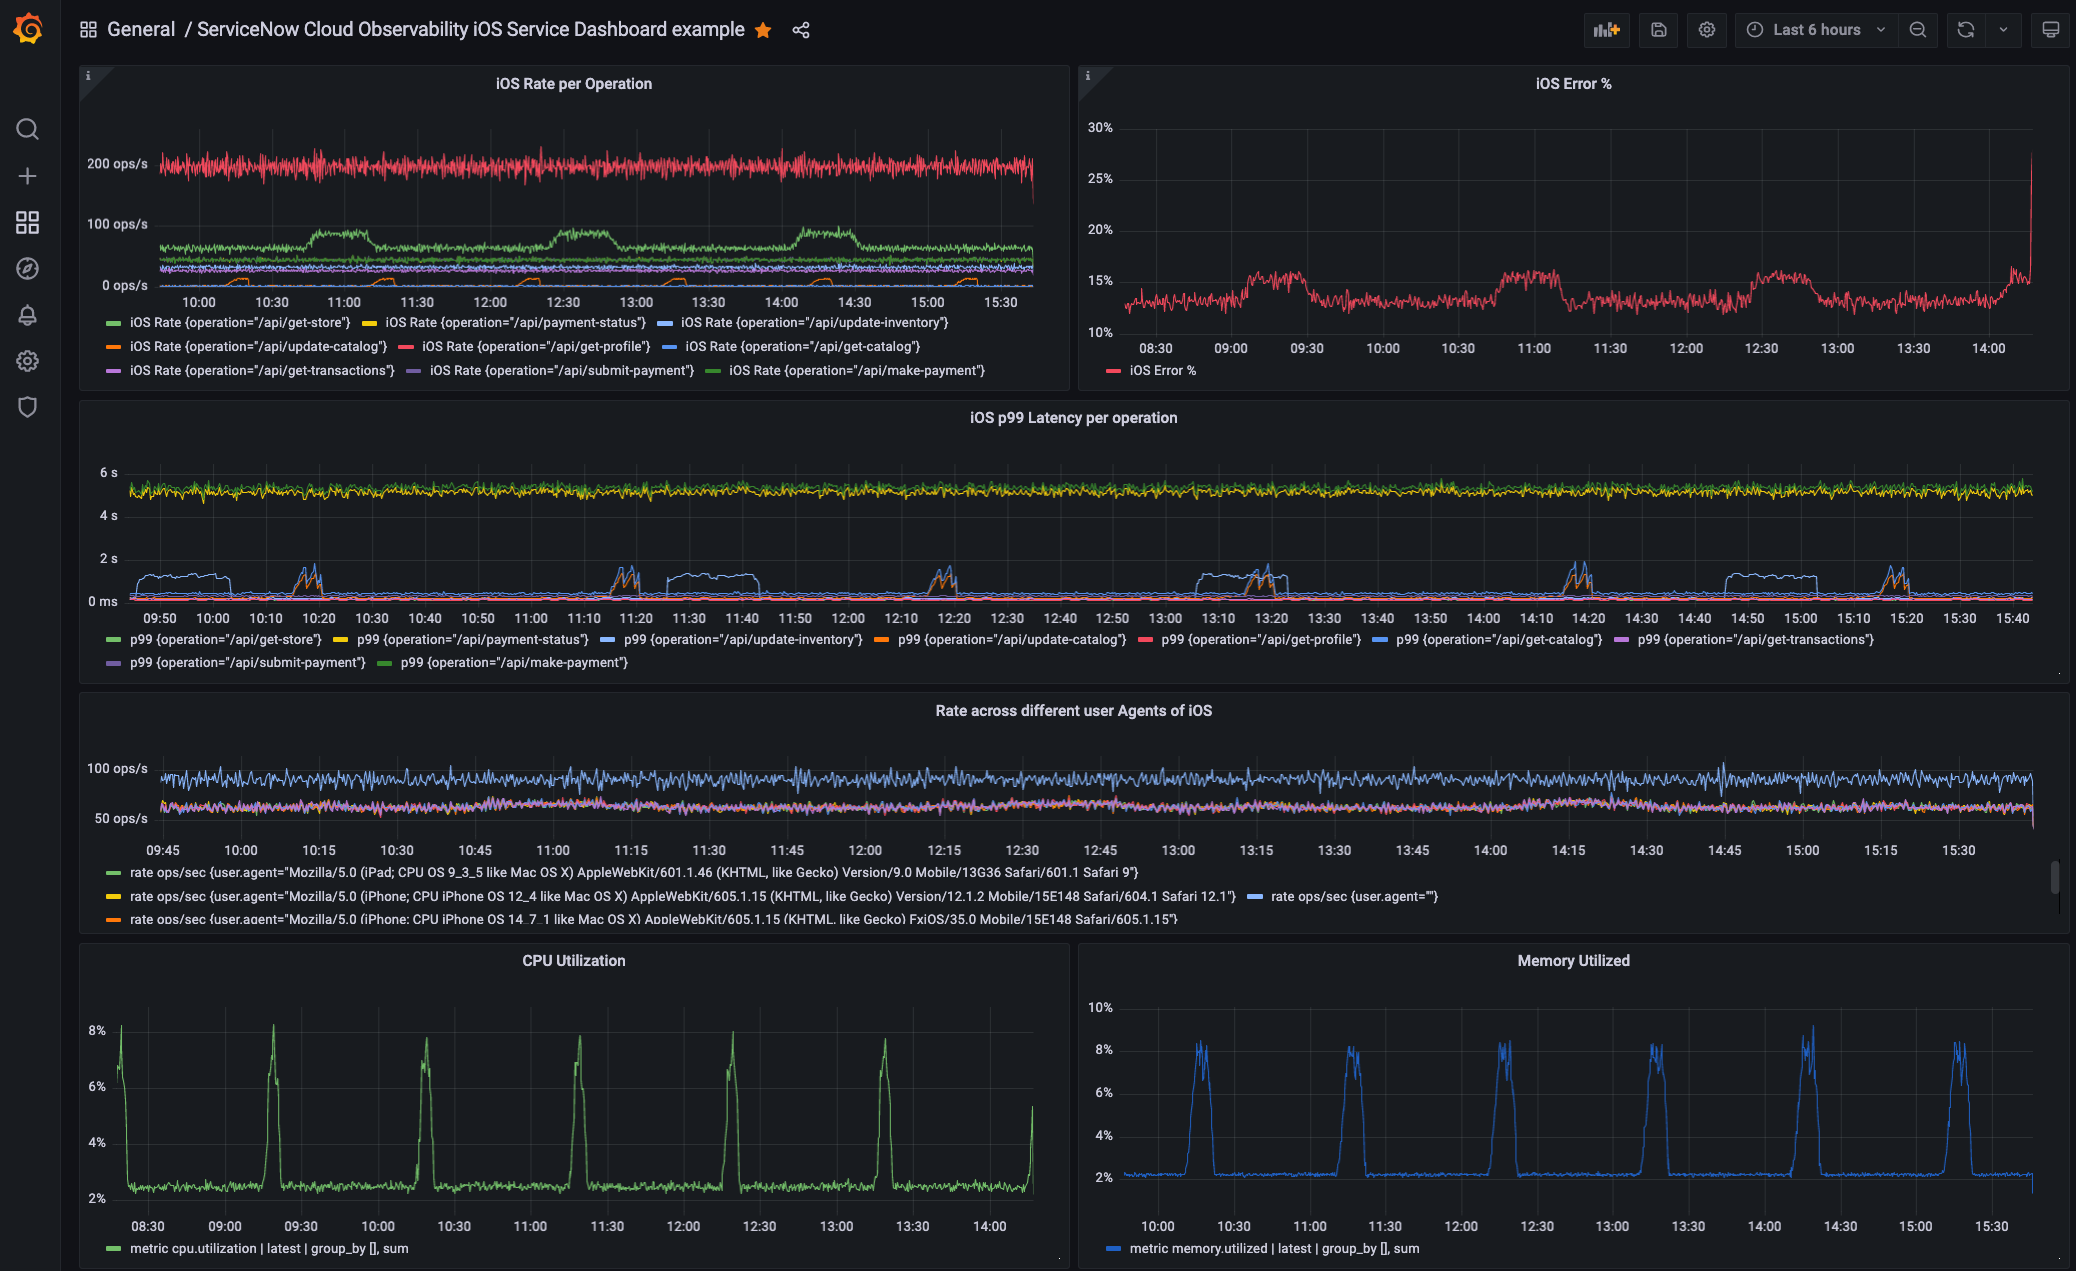 General / ServiceNow Cloud Observability iOS Service Dashboard example
Last 6 hours
i
iOS Rate per Operation
200 ops/s
100 ops/s
0 ops/s
10:00 10:30 11:00 11:30 12:00 12:30 13:00 13:30 14:00 14:30 15:00 15:30
iOS Rate {operation="/api/get-store"} iOS Rate {operation="/api/payment-status"} iOS Rate {operation="/api/update-inventory"}
iOS Rate {operation="/api/update-catalog"} iOS Rate {operation="/api/get-profile"} iOS Rate {operation="/api/get-catalog"}
iOS Rate {operation="/api/get-transactions"} iOS Rate {operation="/api/submit-payment"} iOS Rate {operation="/api/make-payment"}
i
iOS Error %
30%
25%
20%
15%
10%
08:30 09:00 09:30 10:00 10:30 11:00 11:30 12:00 12:30 13:00 13:30 14:00
iOS Error %
iOS p99 Latency per operation
6 s
4 s
2 s
0 ms
09:50 10:00 10:10 10:20 10:30 10:40 10:50 11:00 11:10 11:20 11:30 11:40 11:50 12:00 12:10 12:20 12:30 12:40 12:50 13:00 13:10 13:20 13:30 13:40 13:50 14:00 14:10 14:20 14:30 14:40 14:50 15:00 15:10 15:20 15:30 15:40
p99 {operation="/api/get-store"} p99 {operation="/api/payment-status"} p99 {operation="/api/update-inventory"} p99 {operation="/api/update-catalog"} p99 {operation="/api/get-profile"} p99 {operation="/api/get-catalog"} p99 {operation="/api/get-transactions"}
p99 {operation="/api/submit-payment"} p99 {operation="/api/make-payment"}
Rate across different user Agents of iOS
100 ops/s
50 ops/s
09:45 10:00 10:15 10:30 10:45 11:00 11:15 11:30 11:45 12:00 12:15 12:30 12:45 13:00 13:15 13:30 13:45 14:00 14:15 14:30 14:45 15:00 15:15 15:30
rate ops/sec {user.agent="Mozilla/5.0 (iPad; CPU OS 9_3_5 like Mac OS X) AppleWebKit/601.1.46 (KHTML, like Gecko) Version/9.0 Mobile/13G36 Safari/601.1 Safari 9"}
rate ops/sec {user.agent="Mozilla/5.0 (iPhone; CPU iPhone OS 12_4 like Mac OS X) AppleWebKit/605.1.15 (KHTML, like Gecko) Version/12.1.2 Mobile/15E148 Safari/604.1 Safari 12.1"} rate ops/sec {user.agent=""}
rate ops/sec {user.agent="Mozilla/5.0 (iPhone; CPU iPhone OS 14_7_1 like Mac OS X) AppleWebKit/605.1.15 (KHTML, like Gecko) FxiOS/35.0 Mobile/15E148 Safari/605.1.15"}
CPU Utilization
8%
6%
4%
2%
08:30 09:00 09:30 10:00 10:30 11:00 11:30 12:00 12:30 13:00 13:30 14:00
metric cpu.utilization | latest | group_by [], sum
Memory Utilized
10%
8%
6%
4%
2%
10:00 10:30 11:00 11:30 12:00 12:30 13:00 13:30 14:00 14:30 15:00 15:30
metric memory.utilized | latest | group_by [], sum